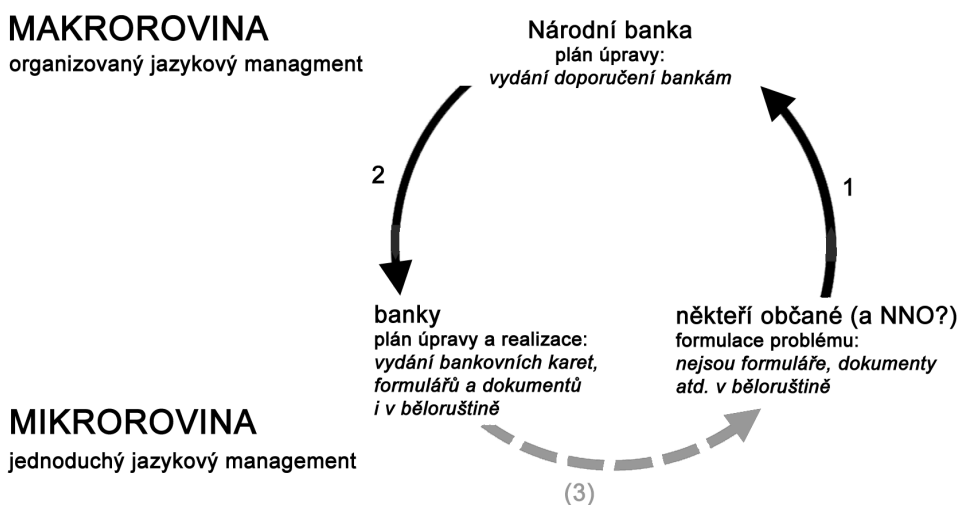 MAKROROVINA
organizovaný jazykový managment
Národní banka
plán úpravy:
vydání doporučení bankám
2
1
banky
plán úpravy a realizace:
vydání bankovních karet,
formulářů a dokumentů
i v běloruštině
někteří občané (a NNO?)
formulace problému:
nejsou formuláře, dokumenty
atd. v běloruštině
MIKROROVINA
jednoduchý jazykový management
(3)